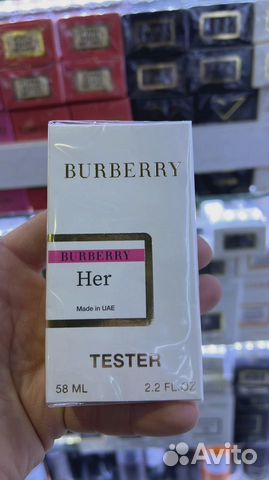 BURBERRY
BURBERRY
Her
Made in UAE
TESTER
58 ML 2.2 FL.OZ
Avito